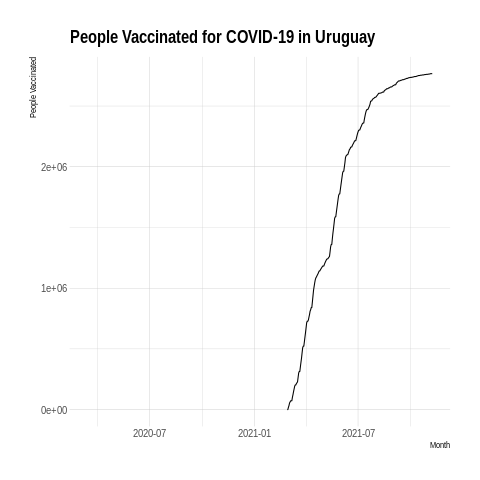 People Vaccinated for COVID-19 in Uruguay
People Vaccinated
2e+06
1e+06
0e+00
2020-07 2021-01 2021-07
Month